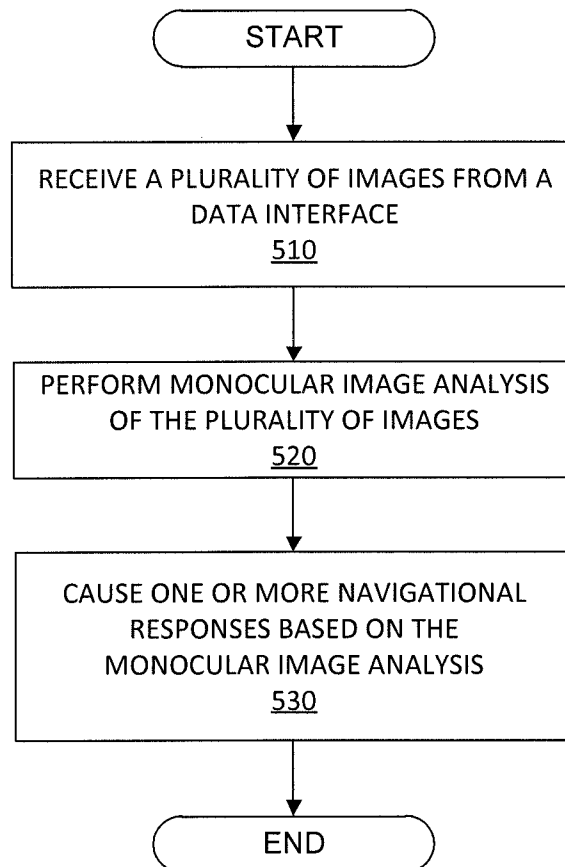 START
RECEIVE A PLURALITY OF IMAGES FROM A
DATA INTERFACE
510
PERFORM MONOCULAR IMAGE ANALYSIS
OF THE PLURALITY OF IMAGES
520
CAUSE ONE OR MORE NAVIGATIONAL
RESPONSES BASED ON THE
MONOCULAR IMAGE ANALYSIS
530
END